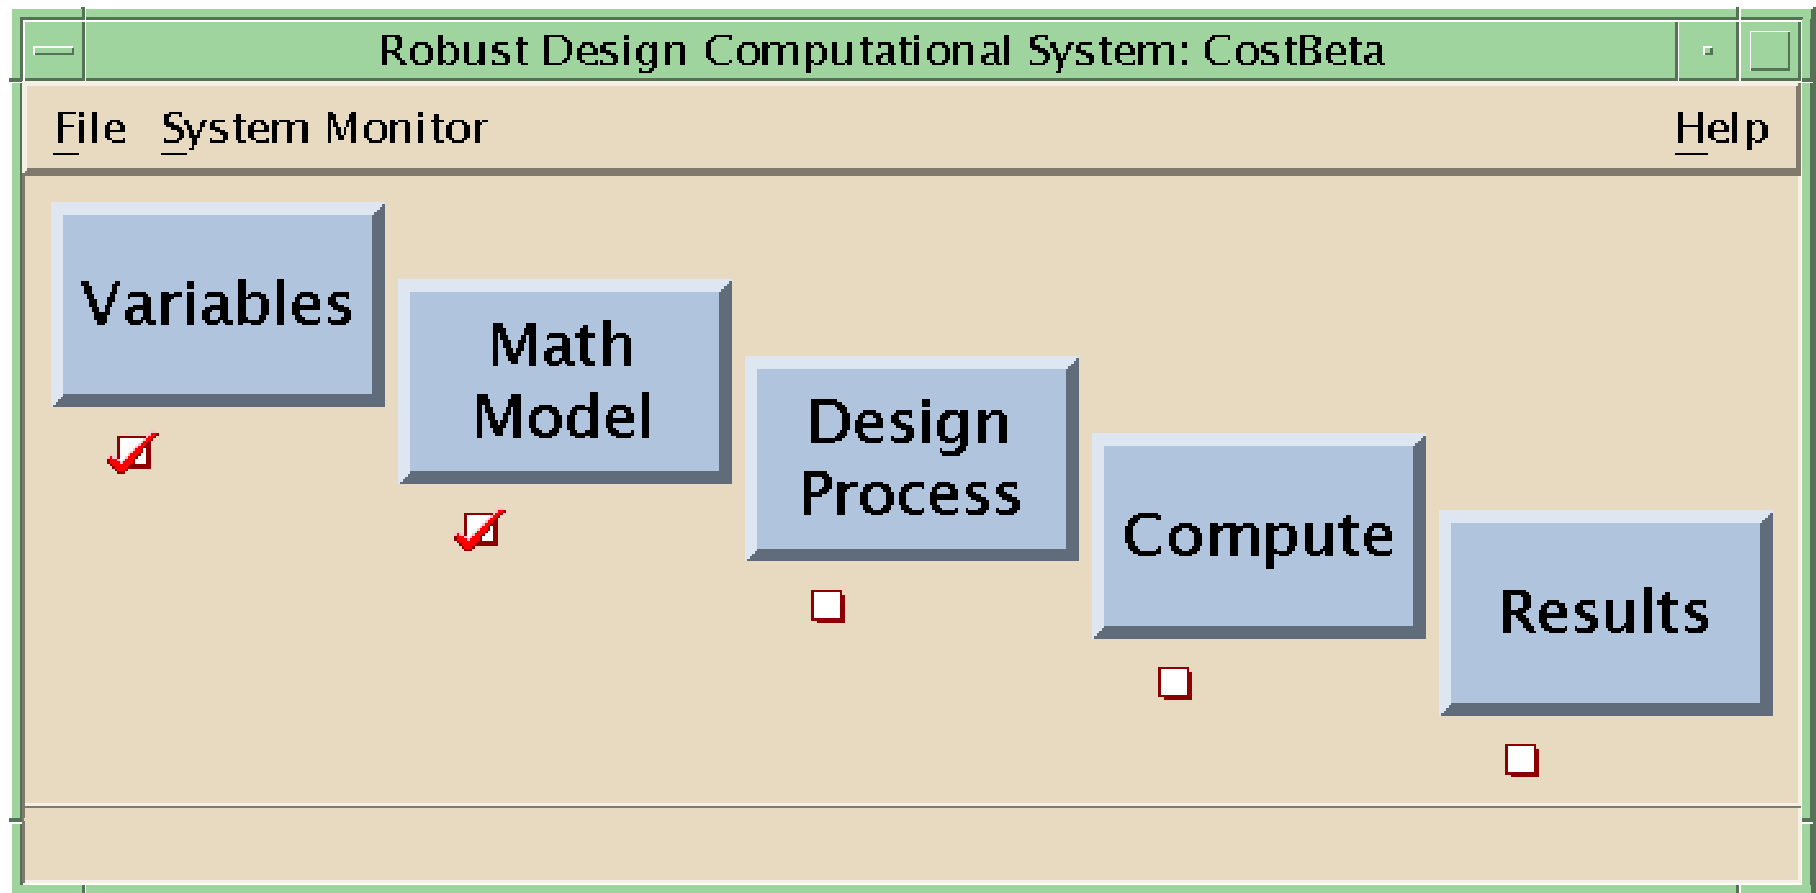 Robust Design Computational System: CostBeta
File System Monitor Help
Variables
Math
Model
Design
Process
Compute
Results